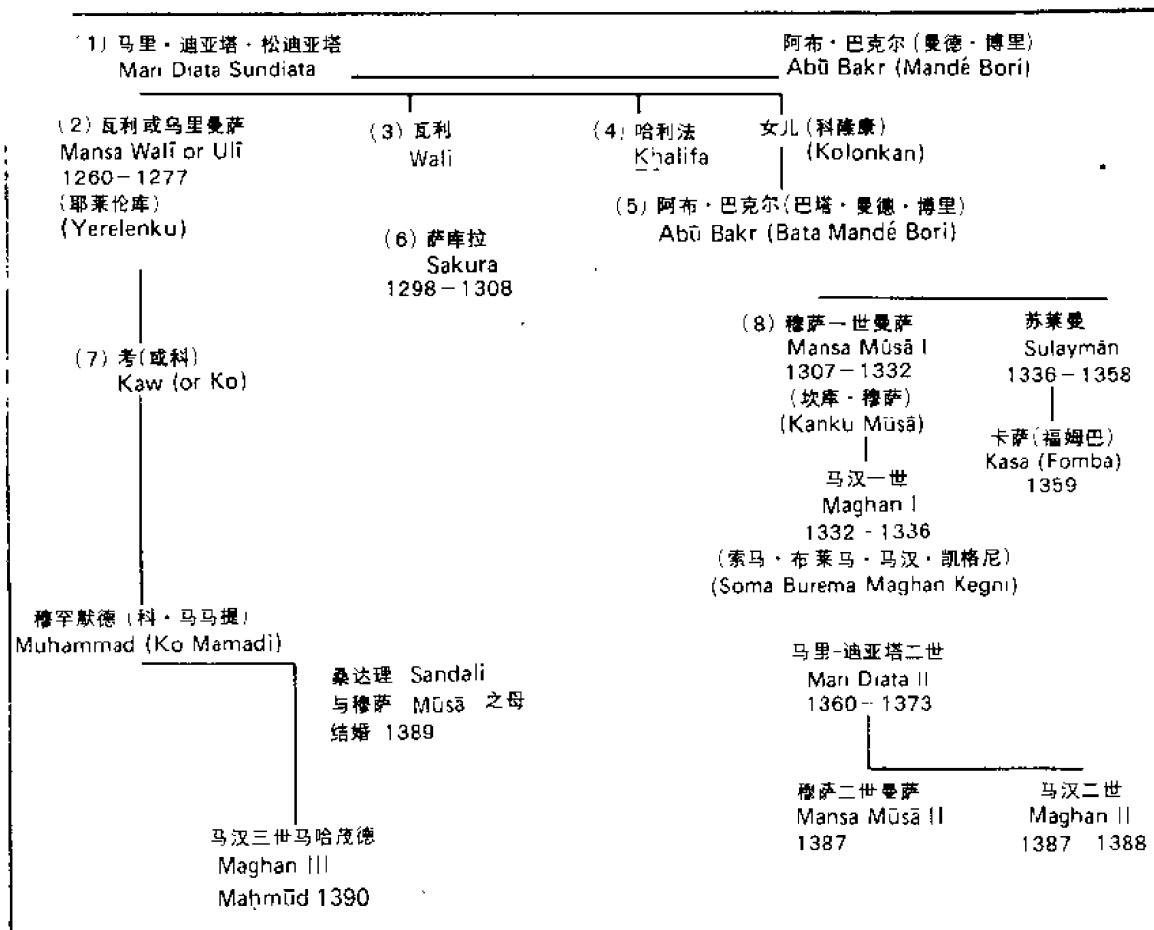 (1) 马里·迪亚塔·松迪亚塔
Mari Diata Sundiata
阿布·巴克尔(曼德·博里)
Abū Bakr (Mandé Bori)
(2) 瓦利或乌里曼萨
Mansa Walī or Ulī
1260-1277
(耶莱伦库)
(Yerelenku)
(3) 瓦利
Wali
(4) 哈利法
Khalifa
女儿(科隆康)
(Kolonkan)
(5) 阿布·巴克尔(巴塔·曼德·博里)
Abū Bakr (Bata Mandé Bori)
(6) 萨库拉
Sakura
1298-1308
(7) 考(或科)
Kaw (or Ko)
(8) 穆萨一世曼萨
Mansa Mūsā I
1307-1332
(坎库·穆萨)
(Kanku Mūsā)
苏莱曼
Sulaymān
1336-1358
卡萨(福姆巴)
Kasa (Fomba)
1359
马汉一世
Maghan I
1332-1336
(索马·布莱马·马汉·凯格尼)
(Soma Burema Maghan Kegni)
穆罕默德(科·马马提)
Muhammad (Ko Mamadi)
桑达理 Sandali
与穆萨 Mūsā 之母
结婚 1389
马里-迪亚塔二世
Mari Diata II
1360-1373
穆萨二世曼萨
Mansa Mūsā II
1387
马汉二世
Maghan II
1387 1388
马汉三世马哈茂德
Maghan III
Maḥmūd 1390